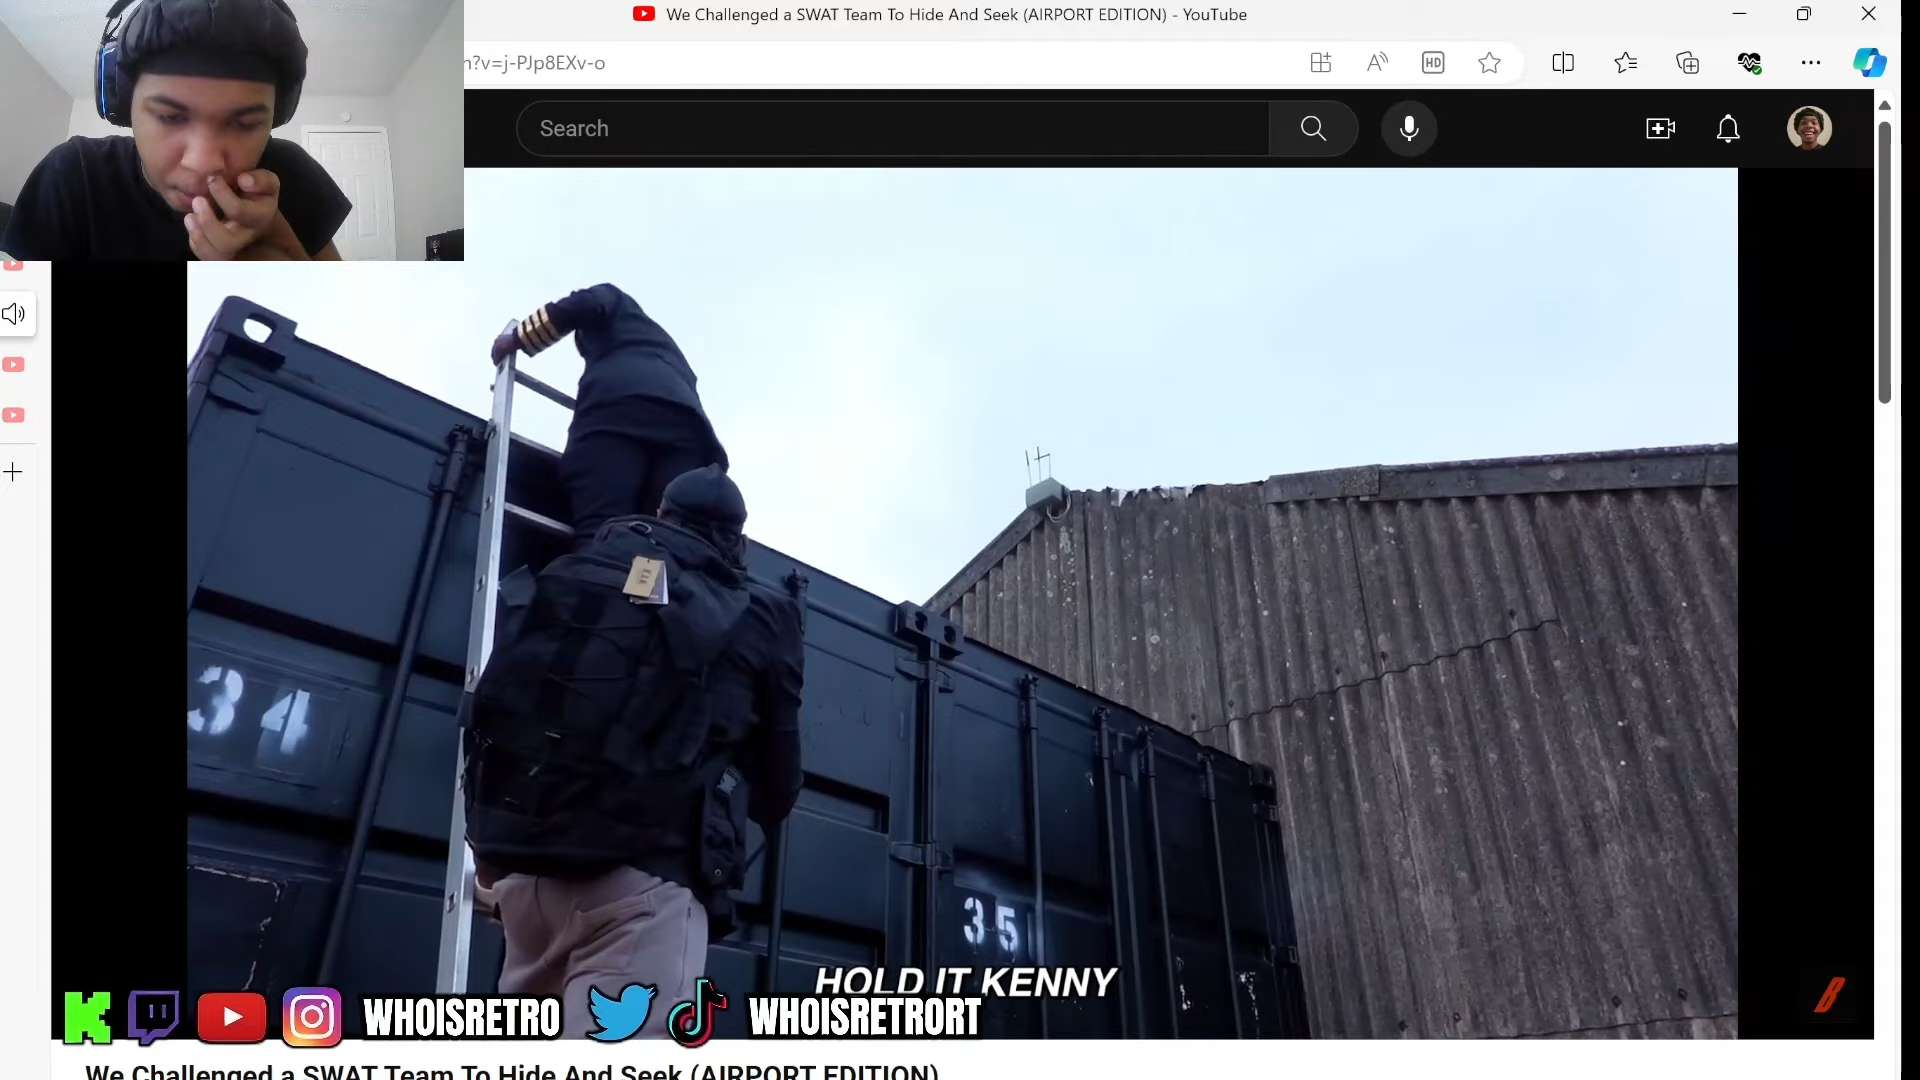 We Challenged a SWAT Team To Hide And Seek (AIRPORT EDITION) - YouTube
n?v=j-PJp8EXv-o
HD
Search
34
35
HOLD IT KENNY
WHOISRETRO
WHOISRETRORT
We Challenged a SWAT Team To Hide And Seek (AIRPORT EDITION)